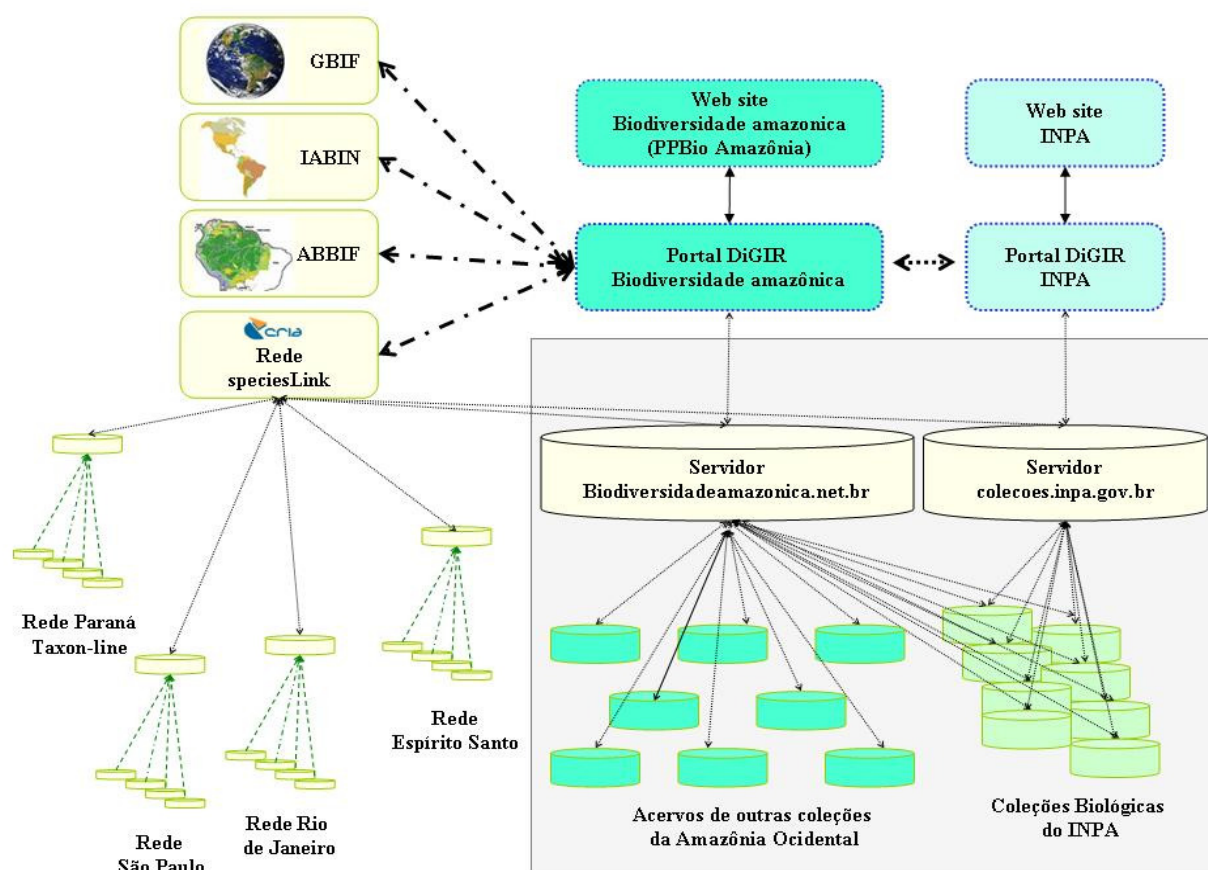 GBIF
IABIN
ABBIF
cria
Rede
speciesLink
Web site
Biodiversidade amazonica
(PPBio Amazônia)
Web site
INPA
Portal DiGIR
Biodiversidade amazônica
Portal DiGIR
INPA
Servidor
Biodiversidadeamazonica.net.br
Servidor
colecoes.inpa.gov.br
Rede Paraná
Taxon-line
Rede
São Paulo
Rede Rio
de Janeiro
Rede
Espírito Santo
Acervos de outras coleções
da Amazônia Ocidental
Coleções Biológicas
do INPA